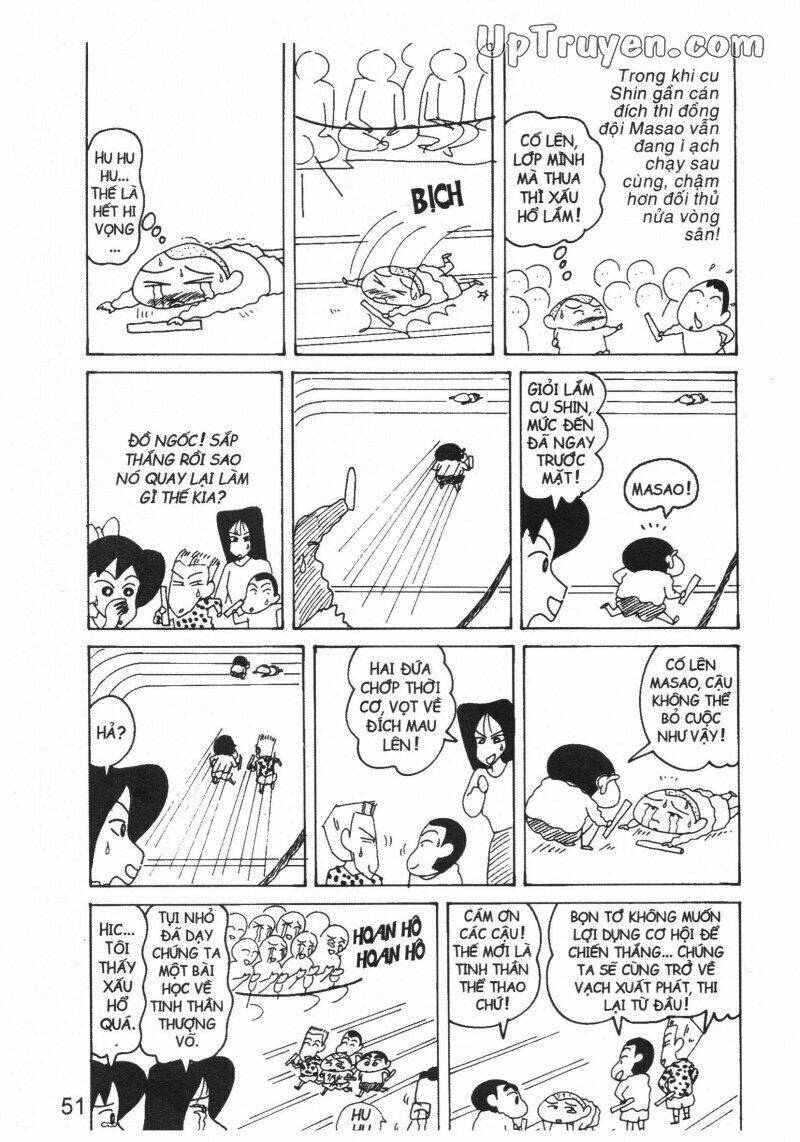 UpTruyen.com
Trong khi cu
Shin gần cán
đích thì đồng
đội Masao vẫn
đang ì ạch
chạy sau
cùng, chậm
hơn đối thủ
nửa vòng
sân!
CỐ LÊN,
LỚP MÌNH
MÀ THUA
THÌ XẤU
HỔ LẮM!
BỊCH
HU HU
HU...
THẾ LÀ
HẾT HI
VỌNG
...
GIỎI LẮM
CU SHIN,
MỨC ĐẾN
ĐÃ NGAY
TRƯỚC
MẶT!
MASAO!
ĐỒ NGỐC! SẮP
THẮNG RỒI SAO
NÓ QUAY LẠI LÀM
GÌ THẾ KIA?
CỐ LÊN
MASAO, CẬU
KHÔNG THỂ
BỎ CUỘC
NHƯ VẬY!
HAI ĐỨA
CHỚP THỜI
CƠ, VỌT VỀ
ĐÍCH MAU
LÊN!
HẢ?
BỌN TỚ KHÔNG MUỐN
LỢI DỤNG CƠ HỘI ĐỂ
CHIẾN THẮNG... CHÚNG
TA SẼ CÙNG TRỞ VỀ
VẠCH XUẤT PHÁT, THI
LẠI TỪ ĐẦU!
CÁM ƠN
CÁC CẬU!
THẾ MỚI LÀ
TINH THẦN
THỂ THAO
CHỨ!
HOAN HÔ
HOAN HÔ
TỤI NHỎ
ĐÃ DẠY
CHÚNG TA
MỘT BÀI
HỌC VỀ
TINH THẦN
THƯỢNG
VÕ.
HIC...
TÔI
THẤY
XẤU
HỔ
QUÁ.
HU
HU
51